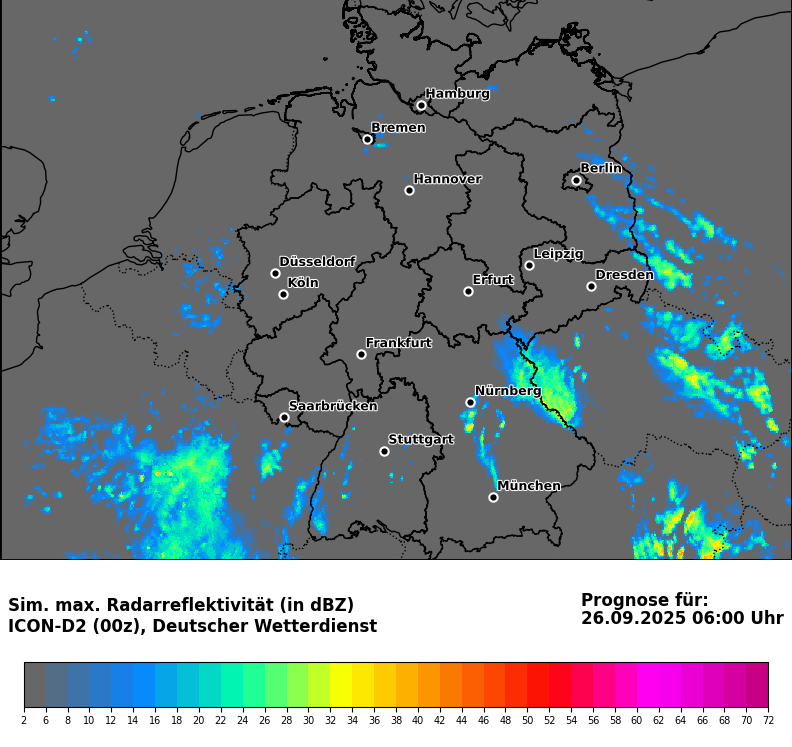 Hamburg
Bremen
Berlin
Hannover
Leipzig
Düsseldorf
Dresden
Köln
Erfurt
Frankfurt
Nürnberg
Saarbrücken
Stuttgart
München
Sim. max. Radarreflektivität (in dBZ)
ICON-D2 (00z), Deutscher Wetterdienst
Prognose für:
26.09.2025 06:00 Uhr
2 6 8 10 12 14 16 18 20 22 24 26 28 30 32 34 36 38 40 42 44 46 48 50 52 54 56 58 60 62 64 66 68 70 72